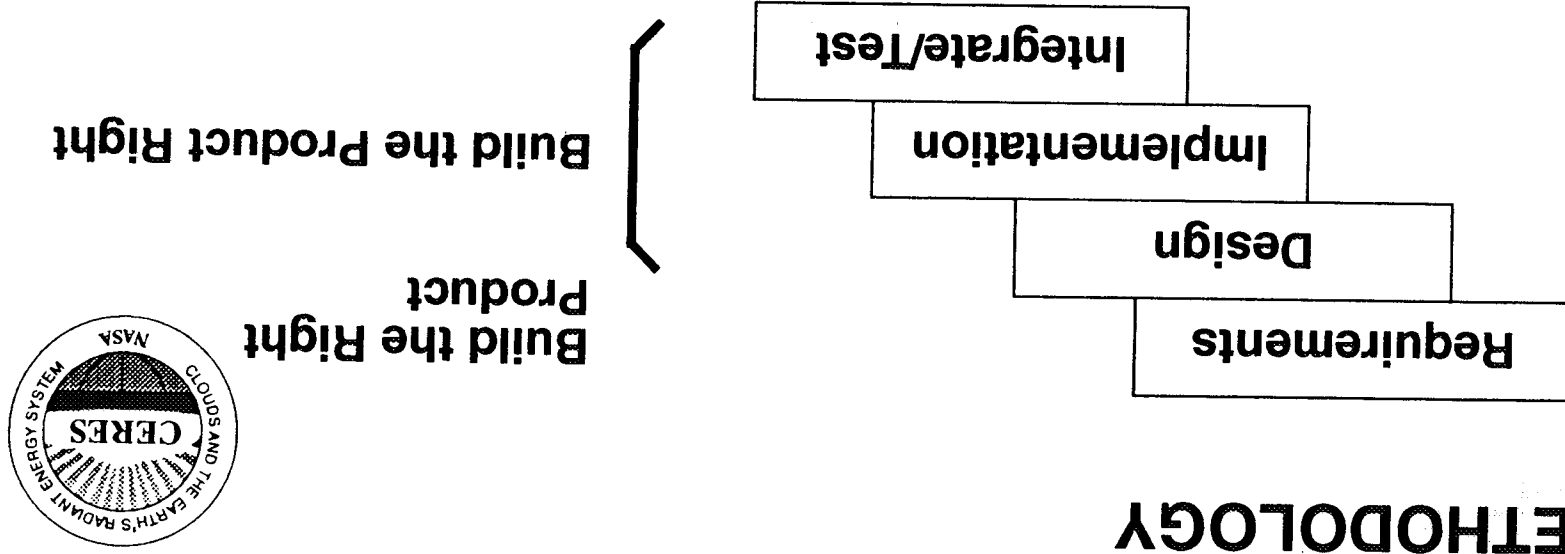 ETHODOLOGY
CLOUDS AND THE EARTH'S RADIANT ENERGY SYSTEM
CERES
NASA
Requirements
Build the Right
Product
Design
Implementation
Build the Product Right
Integrate/Test